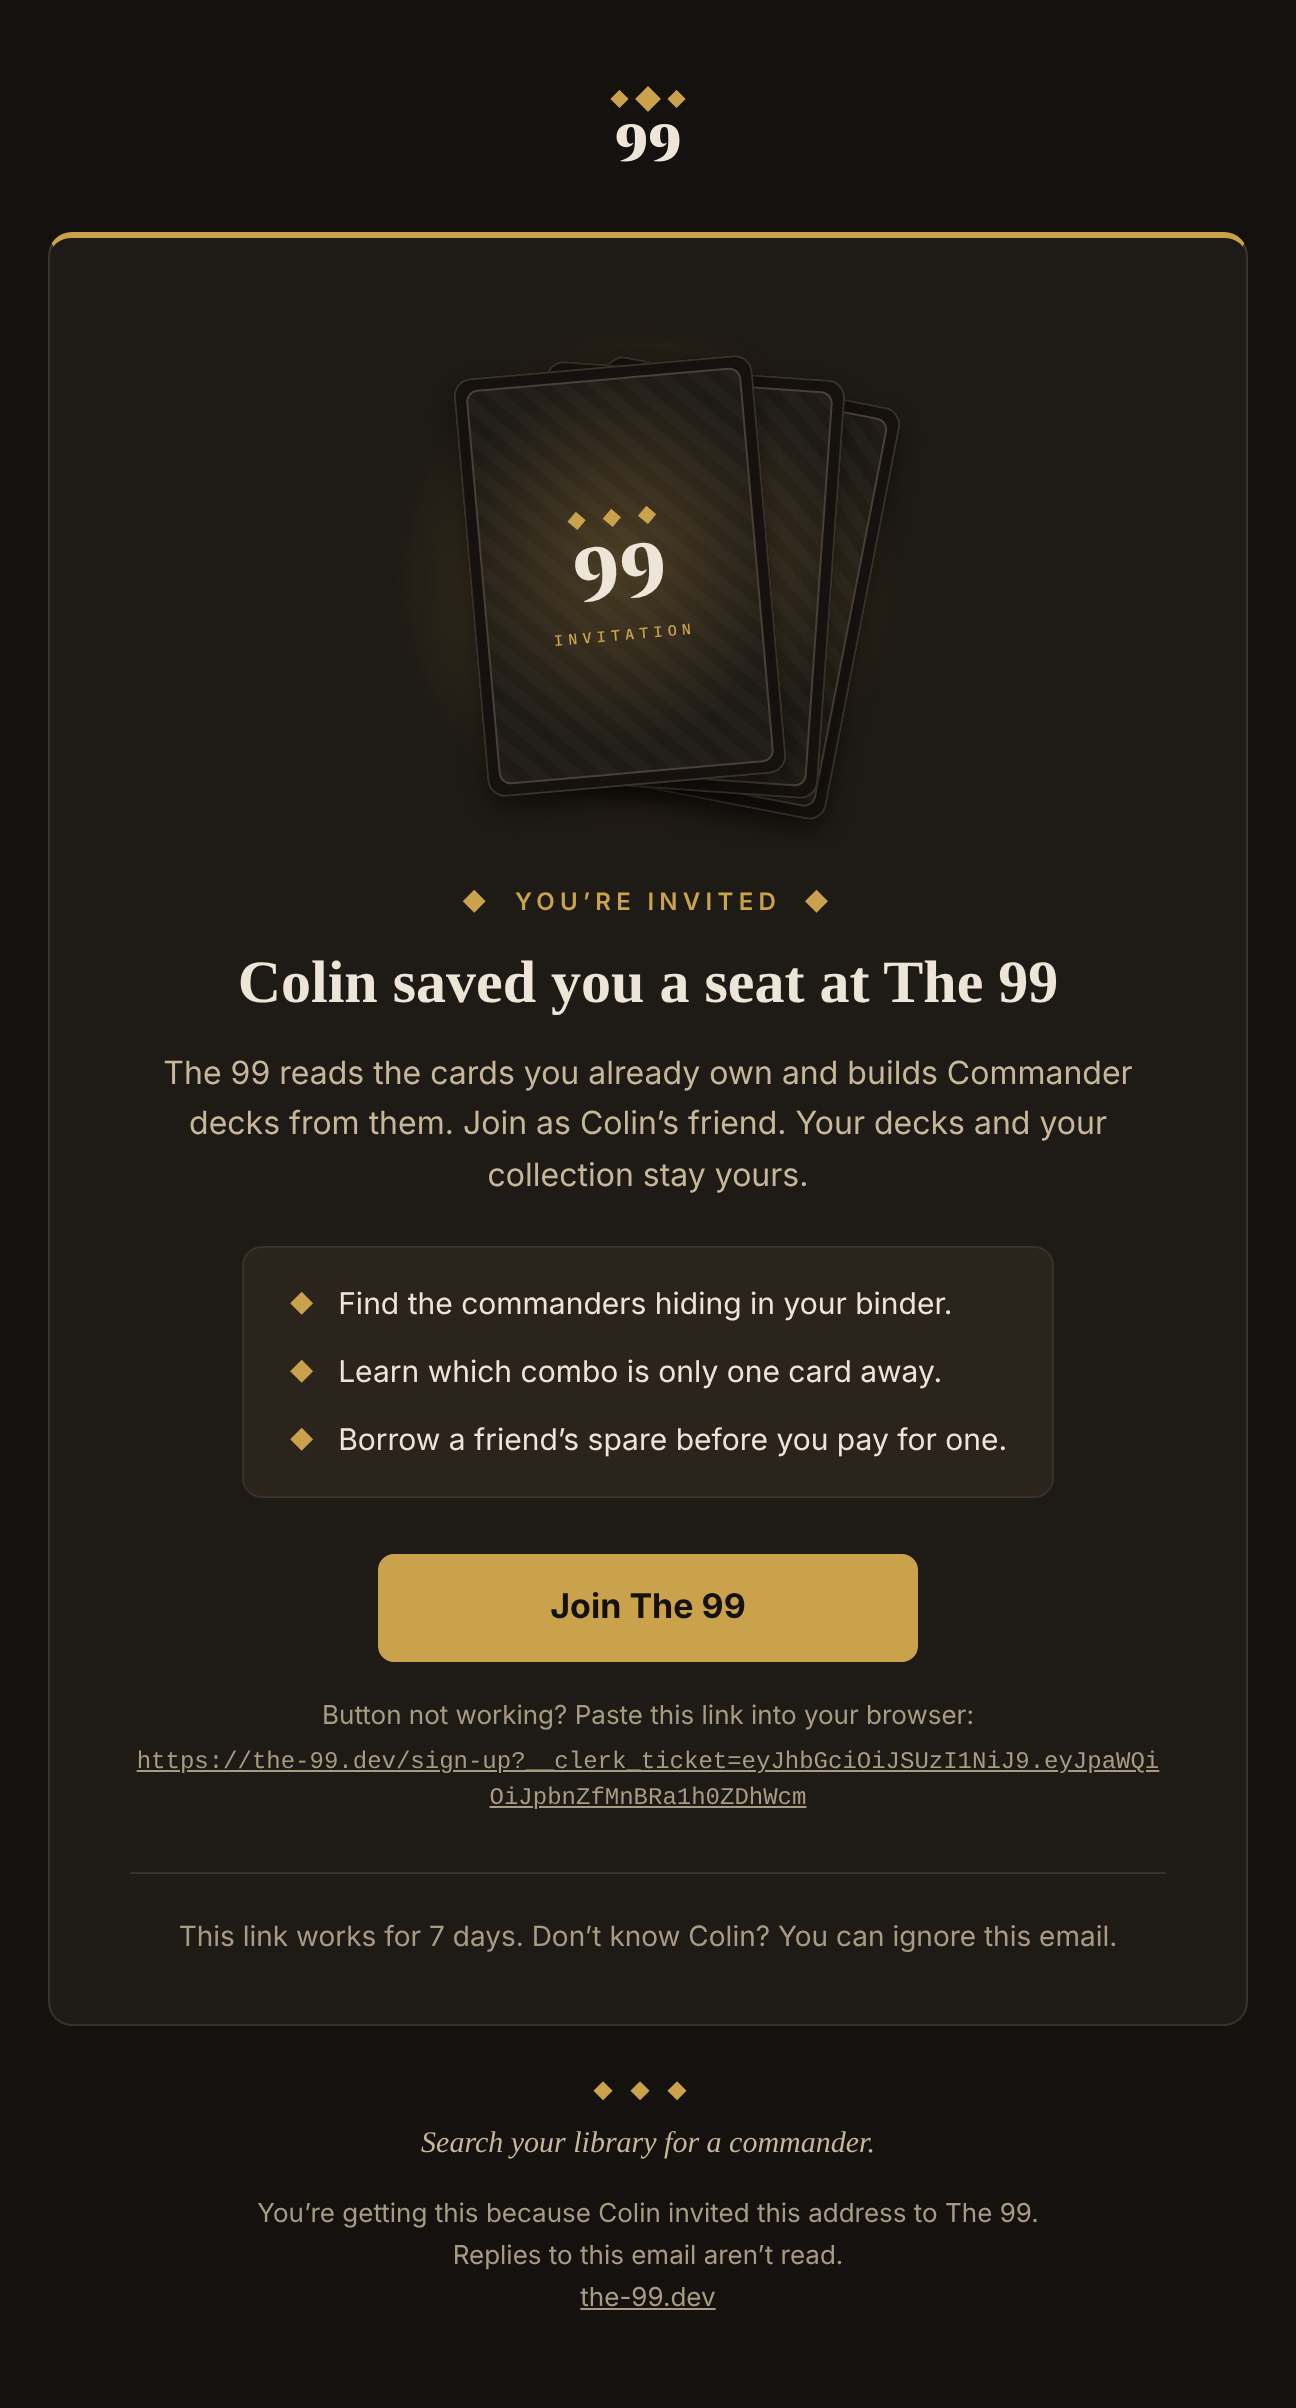 99
99
INVITATION
YOU’RE INVITED
Colin saved you a seat at The 99
The 99 reads the cards you already own and builds Commander
decks from them. Join as Colin’s friend. Your decks and your
collection stay yours.
Find the commanders hiding in your binder.
Learn which combo is only one card away.
Borrow a friend’s spare before you pay for one.
Join The 99
Button not working? Paste this link into your browser:
https://the-99.dev/sign-up?__clerk_ticket=eyJhbGciOiJSUzI1NiJ9.eyJpaWQi
OiJpbnZfMnBRa1h0ZDhWcm
This link works for 7 days. Don’t know Colin? You can ignore this email.
Search your library for a commander.
You’re getting this because Colin invited this address to The 99.
Replies to this email aren’t read.
the-99.dev